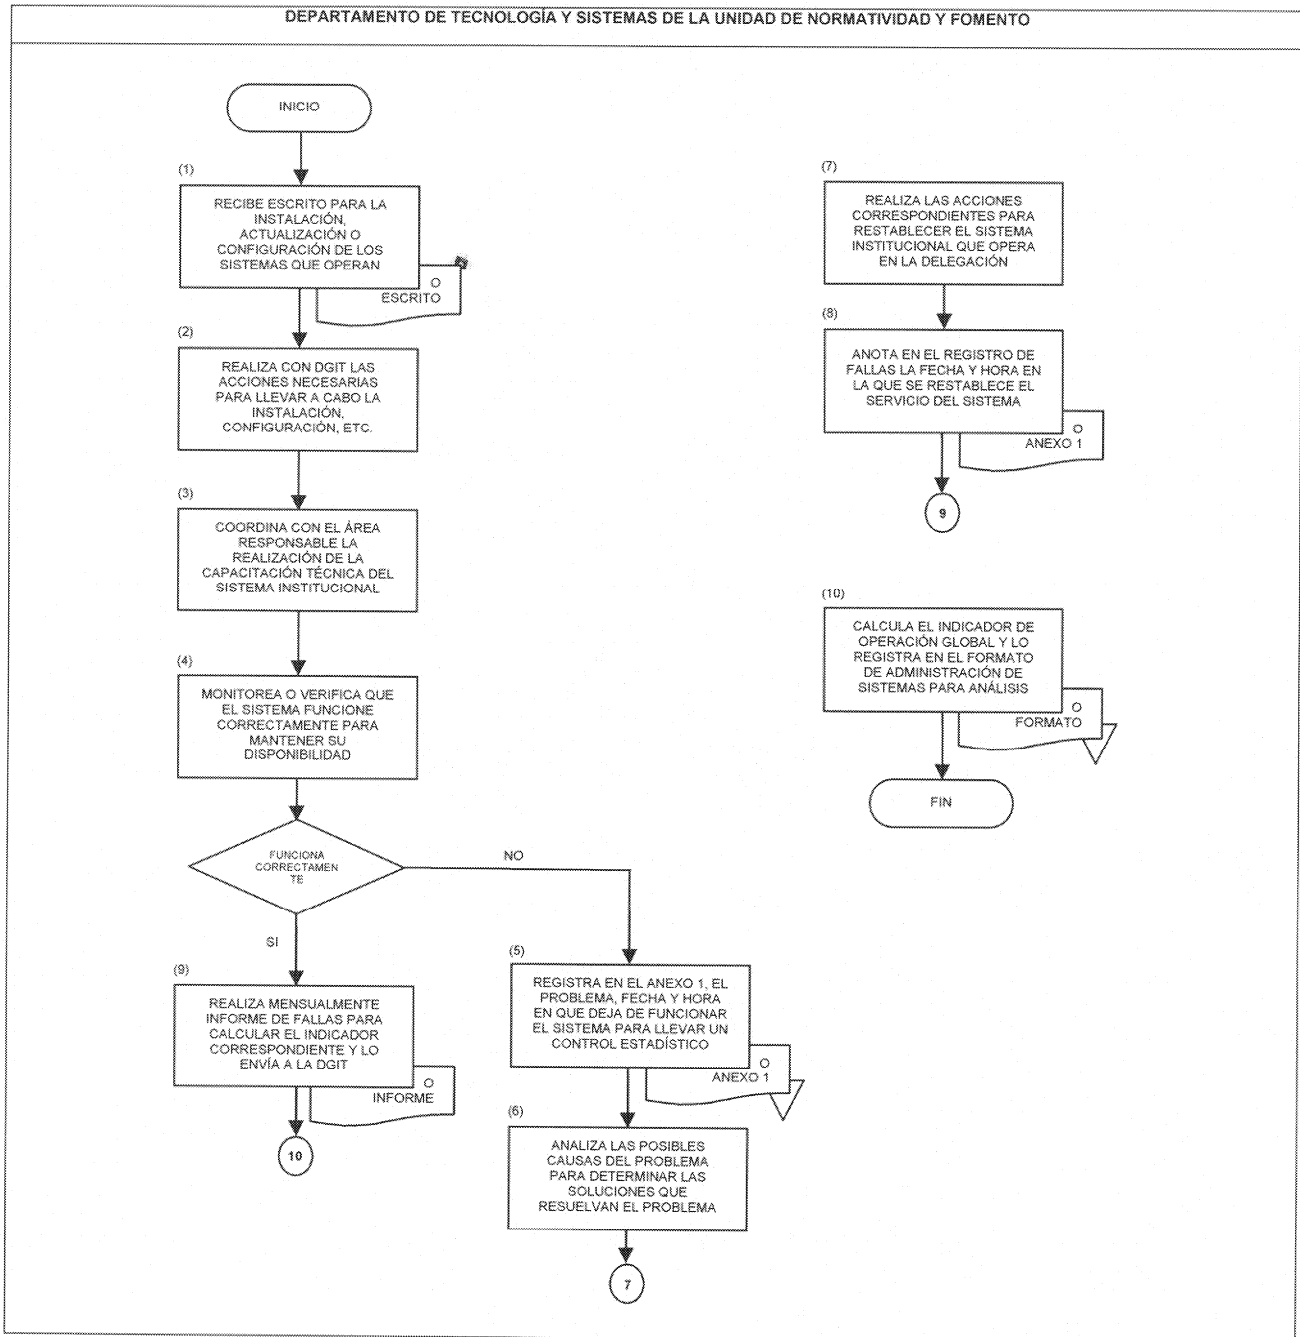 DEPARTAMENTO DE TECNOLOGÍA Y SISTEMAS DE LA UNIDAD DE NORMATIVIDAD Y FOMENTO
INICIO
(1)
RECIBE ESCRITO PARA LA
INSTALACIÓN,
ACTUALIZACIÓN O
CONFIGURACIÓN DE LOS
SISTEMAS QUE OPERAN
O
ESCRITO
(2)
REALIZA CON DGIT LAS
ACCIONES NECESARIAS
PARA LLEVAR A CABO LA
INSTALACIÓN,
CONFIGURACIÓN, ETC.
(3)
COORDINA CON EL ÁREA
RESPONSABLE LA
REALIZACIÓN DE LA
CAPACITACIÓN TÉCNICA DEL
SISTEMA INSTITUCIONAL
(4)
MONITOREA O VERIFICA QUE
EL SISTEMA FUNCIONE
CORRECTAMENTE PARA
MANTENER SU
DISPONIBILIDAD
FUNCIONA
CORRECTAMEN
TE
NO
SI
(9)
REALIZA MENSUALMENTE
INFORME DE FALLAS PARA
CALCULAR EL INDICADOR
CORRESPONDIENTE Y LO
ENVÍA A LA DGIT
O
INFORME
10
(5)
REGISTRA EN EL ANEXO 1, EL
PROBLEMA, FECHA Y HORA
EN QUE DEJA DE FUNCIONAR
EL SISTEMA PARA LLEVAR UN
CONTROL ESTADÍSTICO
O
ANEXO 1
(6)
ANALIZA LAS POSIBLES
CAUSAS DEL PROBLEMA
PARA DETERMINAR LAS
SOLUCIONES QUE
RESUELVAN EL PROBLEMA
7
(7)
REALIZA LAS ACCIONES
CORRESPONDIENTES PARA
RESTABLECER EL SISTEMA
INSTITUCIONAL QUE OPERA
EN LA DELEGACIÓN
(8)
ANOTA EN EL REGISTRO DE
FALLAS LA FECHA Y HORA EN
LA QUE SE RESTABLECE EL
SERVICIO DEL SISTEMA
O
ANEXO 1
9
(10)
CALCULA EL INDICADOR DE
OPERACIÓN GLOBAL Y LO
REGISTRA EN EL FORMATO
DE ADMINISTRACIÓN DE
SISTEMAS PARA ANÁLISIS
O
FORMATO
FIN